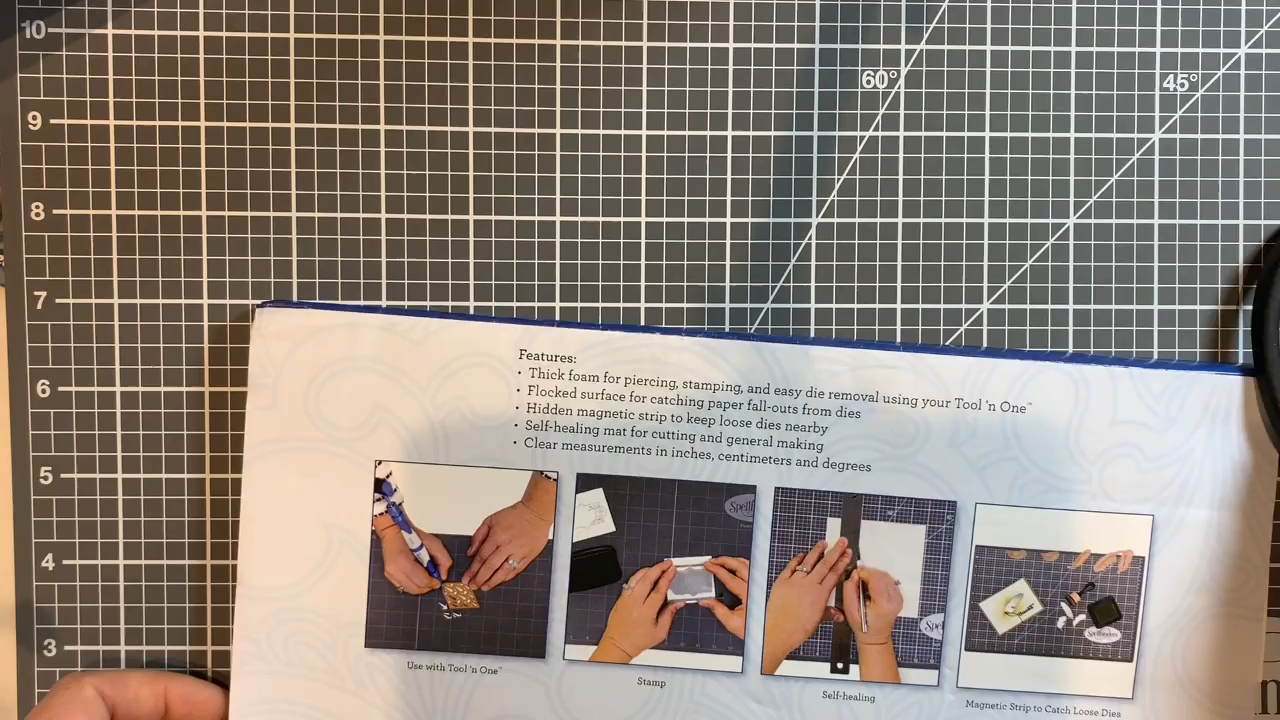 10
60°
45°
9
8
7
6
5
4
3
Features:
• Thick foam for piercing, stamping, and easy die removal using your Tool 'n One™
• Flocked surface for catching paper fall-outs from dies
• Hidden magnetic strip to keep loose dies nearby
• Self-healing mat for cutting and general making
• Clear measurements in inches, centimeters and degrees
Spellbinders
Use with Tool 'n One™
Stamp
Self-healing
Magnetic Strip to Catch Loose Dies